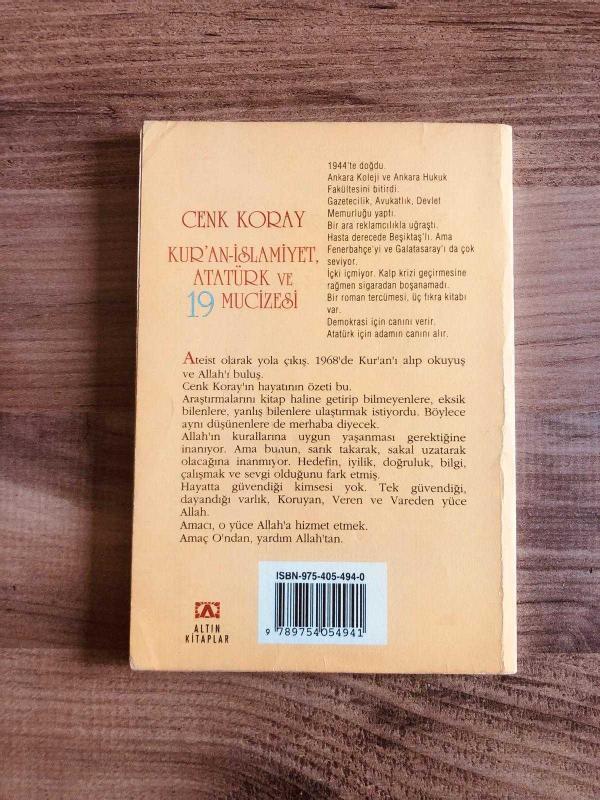 1944'te doğdu.
Ankara Koleji ve Ankara Hukuk
Fakültesini bitirdi.
Gazetecilik, Avukatlık, Devlet
Memurluğu yaptı.
Bir ara reklamcılıkla uğraştı.
Hasta derecede Beşiktaş'lı. Ama
Fenerbahçe'yi ve Galatasaray'ı da çok
seviyor.
İçki içmiyor. Kalp krizi geçirmesine
rağmen sigaradan boşanamadı.
Bir roman tercümesi, üç fıkra kitabı
var.
Demokrasi için canını verir.
Atatürk için adamın canını alır.
CENK KORAY
KUR'AN-İSLAMİYET,
ATATÜRK VE
19 MUCİZESİ
Ateist olarak yola çıkış. 1968'de Kur'an'ı alıp okuyuş
ve Allah'ı buluş.
Cenk Koray'ın hayatının özeti bu.
Araştırmalarını kitap haline getirip bilmeyenlere, eksik
bilenlere, yanlış bilenlere ulaştırmak istiyordu. Böylece
aynı düşünenlere de merhaba diyecek.
Allah'ın kurallarına uygun yaşanması gerektiğine
inanıyor. Ama bunun, sarık takarak, sakal uzatarak
olacağına inanmıyor. Hedefin, iyilik, doğruluk, bilgi,
çalışmak ve sevgi olduğunu fark etmiş.
Hayatta güvendiği kimsesi yok. Tek güvendiği,
dayandığı varlık, Koruyan, Veren ve Vareden yüce
Allah.
Amacı, o yüce Allah'a hizmet etmek.
Amaç O'ndan, yardım Allah'tan.
ISBN-975-405-494-0
9 789754 054941
ALTIN
KİTAPLAR